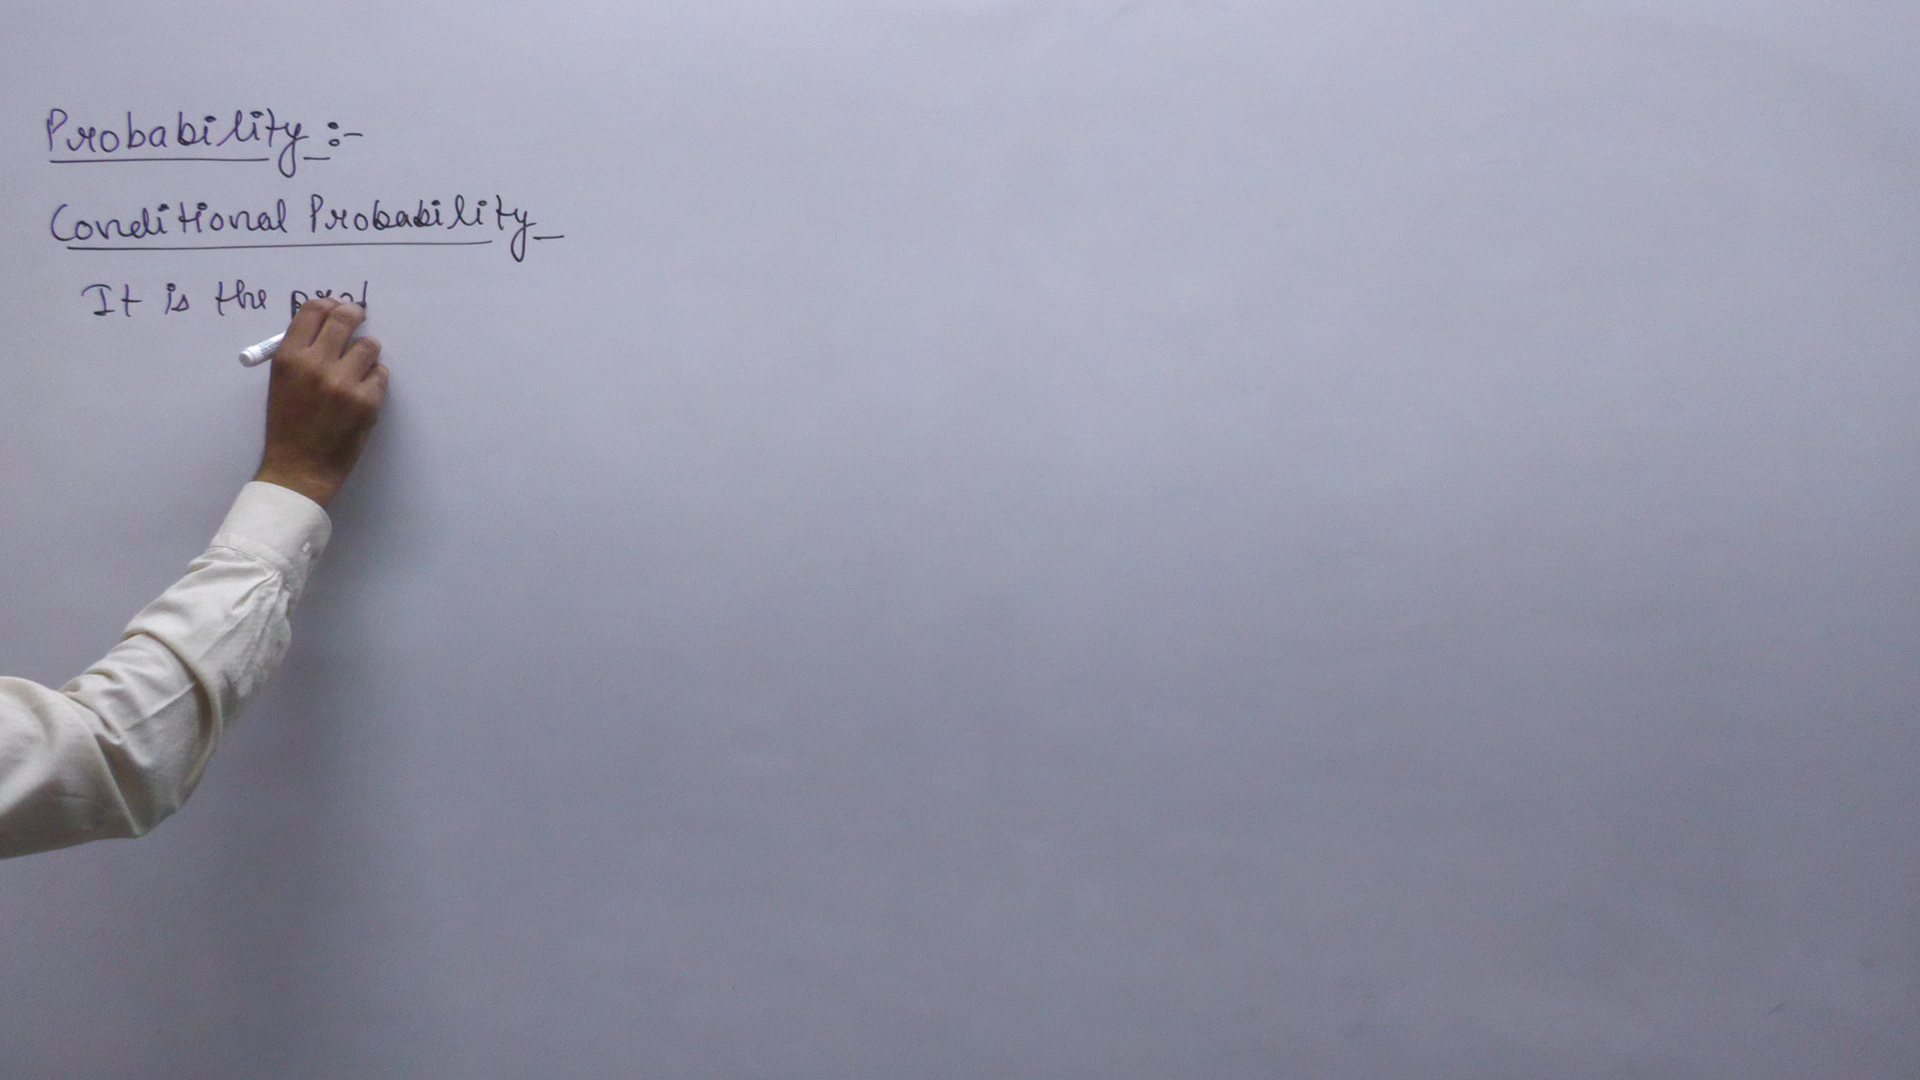 Probability :-
Conditional Probability
It is the